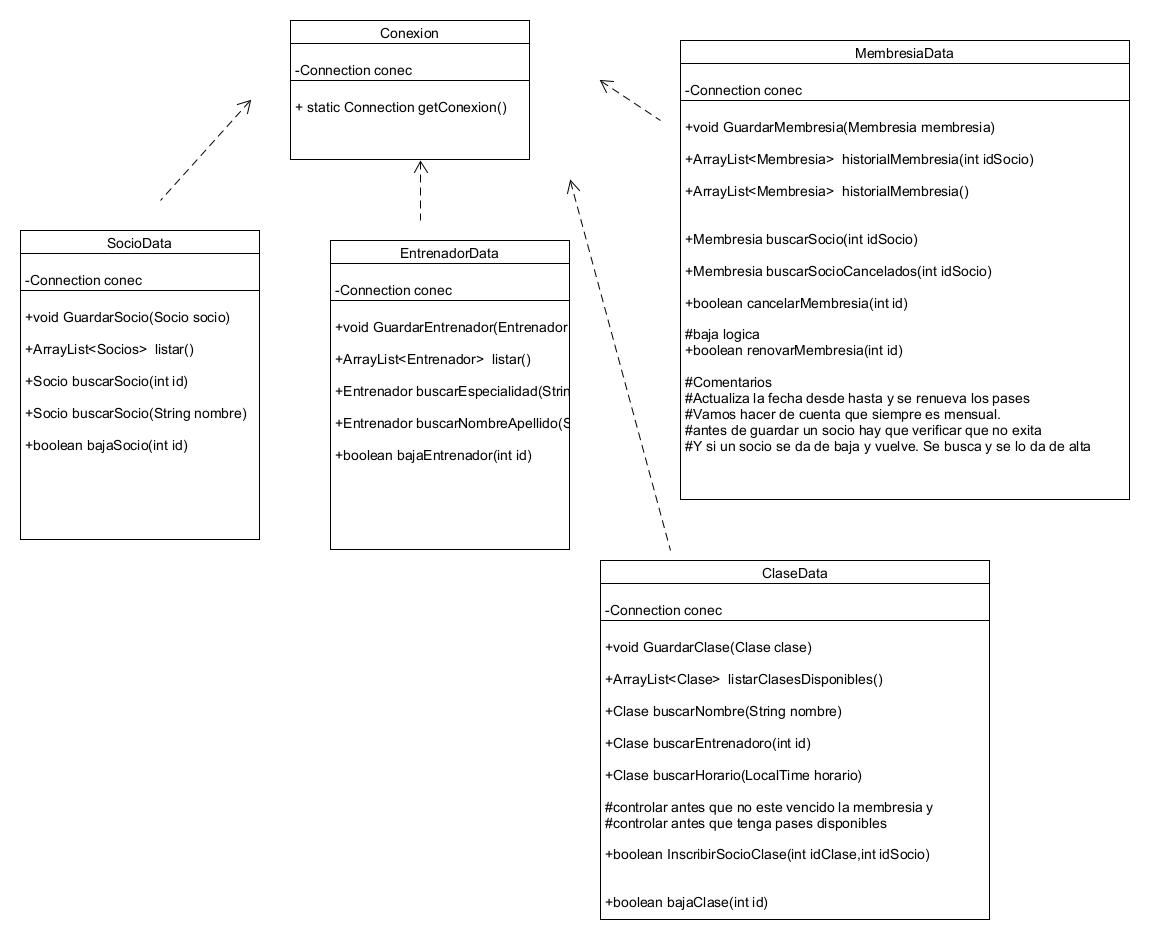 Conexion
-Connection conec
+ static Connection getConexion()
MembresiaData
-Connection conec
+void GuardarMembresia(Membresia membresia)
+ArrayList<Membresia>  historialMembresia(int idSocio)
+ArrayList<Membresia>  historialMembresia()
+Membresia buscarSocio(int idSocio)
+Membresia buscarSocioCancelados(int idSocio)
+boolean cancelarMembresia(int id)
#baja logica
+boolean renovarMembresia(int id)
#Comentarios
#Actualiza la fecha desde hasta y se renueva los pases
#Vamos hacer de cuenta que siempre es mensual.
#antes de guardar un socio hay que verificar que no exita
#Y si un socio se da de baja y vuelve. Se busca y se lo da de alta
SocioData
-Connection conec
+void GuardarSocio(Socio socio)
+ArrayList<Socios>  listar()
+Socio buscarSocio(int id)
+Socio buscarSocio(String nombre)
+boolean bajaSocio(int id)
EntrenadorData
-Connection conec
+void GuardarEntrenador(Entrenador
+ArrayList<Entrenador>  listar()
+Entrenador buscarEspecialidad(Strin
+Entrenador buscarNombreApellido(S
+boolean bajaEntrenador(int id)
ClaseData
-Connection conec
+void GuardarClase(Clase clase)
+ArrayList<Clase>  listarClasesDisponibles()
+Clase buscarNombre(String nombre)
+Clase buscarEntrenadoro(int id)
+Clase buscarHorario(LocalTime horario)
#controlar antes que no este vencido la membresia y
#controlar antes que tenga pases disponibles
+boolean InscribirSocioClase(int idClase,int idSocio)
+boolean bajaClase(int id)